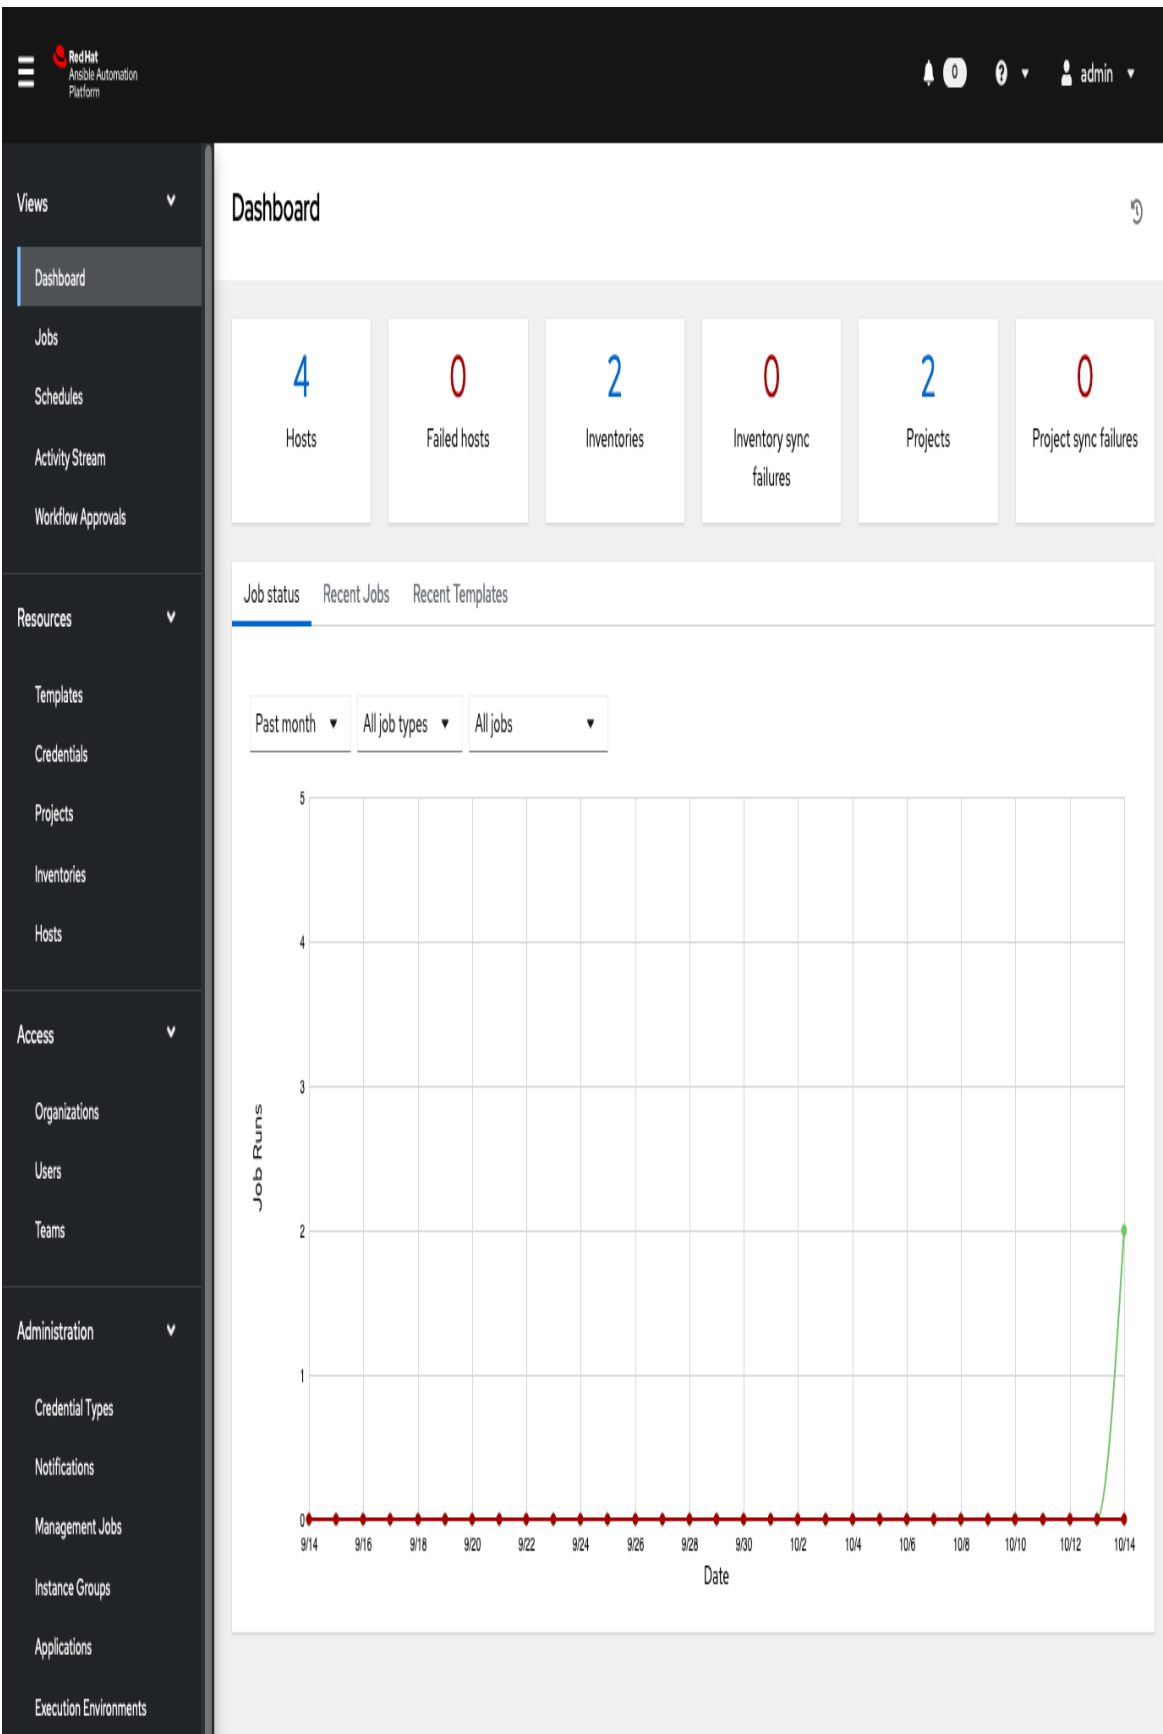 Red Hat
Ansible Automation
Platform
0
admin
Views
Dashboard
Jobs
Schedules
Activity Stream
Workflow Approvals
Resources
Templates
Credentials
Projects
Inventories
Hosts
Access
Organizations
Users
Teams
Administration
Credential Types
Notifications
Management Jobs
Instance Groups
Applications
Execution Environments
Dashboard
4
Hosts
0
Failed hosts
2
Inventories
0
Inventory sync
failures
2
Projects
0
Project sync failures
Job status Recent Jobs Recent Templates
Past month All job types All jobs
5
4
3
2
1
0
Job Runs
9/14 9/16 9/18 9/20 9/22 9/24 9/26 9/28 9/30 10/2 10/4 10/6 10/8 10/10 10/12 10/14
Date